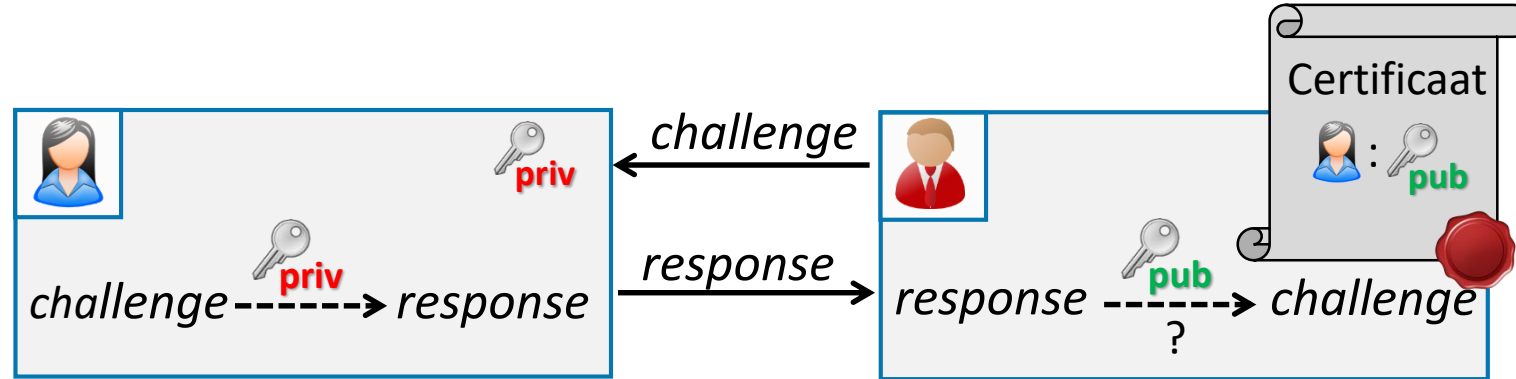 priv
priv
challenge response
challenge
response
Certificaat
: pub
pub
response challenge
?